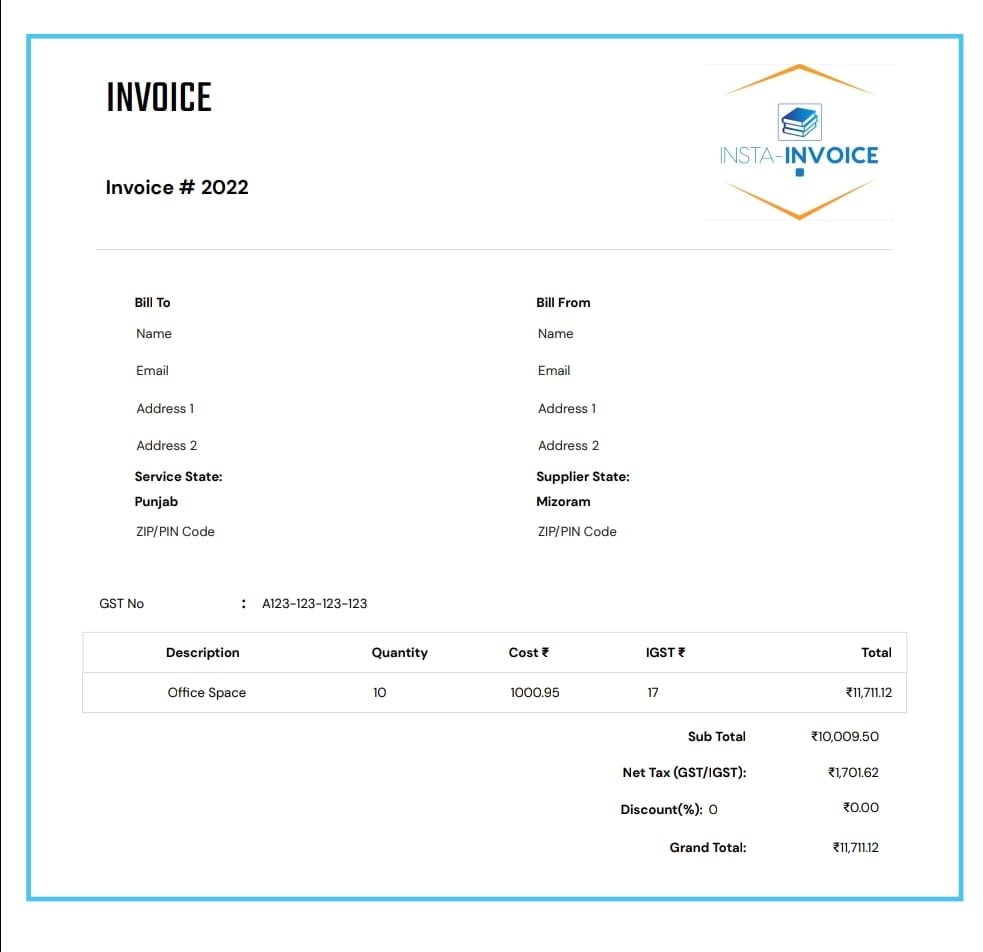 INVOICE
INSTA-INVOICE
Invoice # 2022
Bill To
Name
Email
Address 1
Address 2
Service State:
Punjab
ZIP/PIN Code
Bill From
Name
Email
Address 1
Address 2
Supplier State:
Mizoram
ZIP/PIN Code
GST No : A123-123-123-123
Description Quantity Cost ₹ IGST ₹ Total
Office Space 10 1000.95 17 ₹11,711.12
Sub Total ₹10,009.50
Net Tax (GST/IGST): ₹1,701.62
Discount(%): 0 ₹0.00
Grand Total: ₹11,711.12